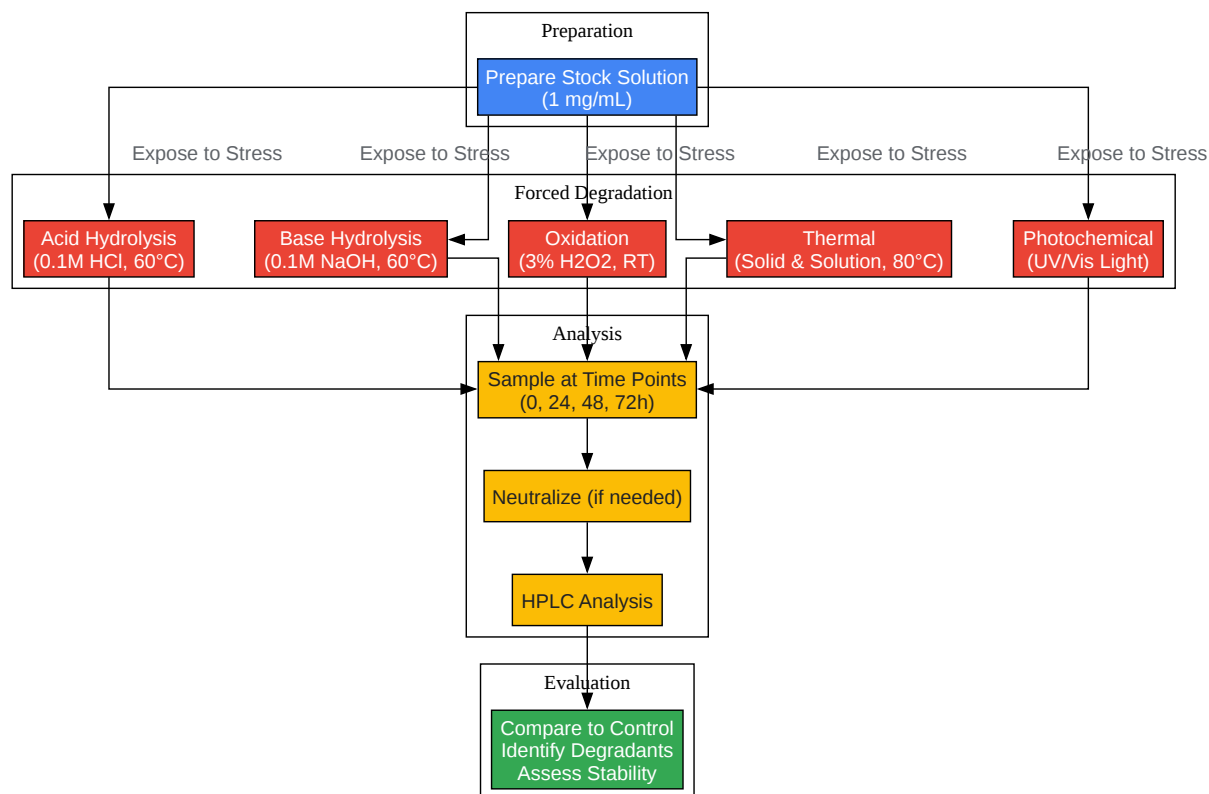 Preparation
Prepare Stock Solution
(1 mg/mL)
Expose to Stress
Expose to Stress
Expose to Stress
Expose to Stress
Expose to Stress
Forced Degradation
Acid Hydrolysis
(0.1M HCl, 60°C)
Base Hydrolysis
(0.1M NaOH, 60°C)
Oxidation
(3% H2O2, RT)
Thermal
(Solid & Solution, 80°C)
Photochemical
(UV/Vis Light)
Analysis
Sample at Time Points
(0, 24, 48, 72h)
Neutralize (if needed)
HPLC Analysis
Evaluation
Compare to Control
Identify Degradants
Assess Stability